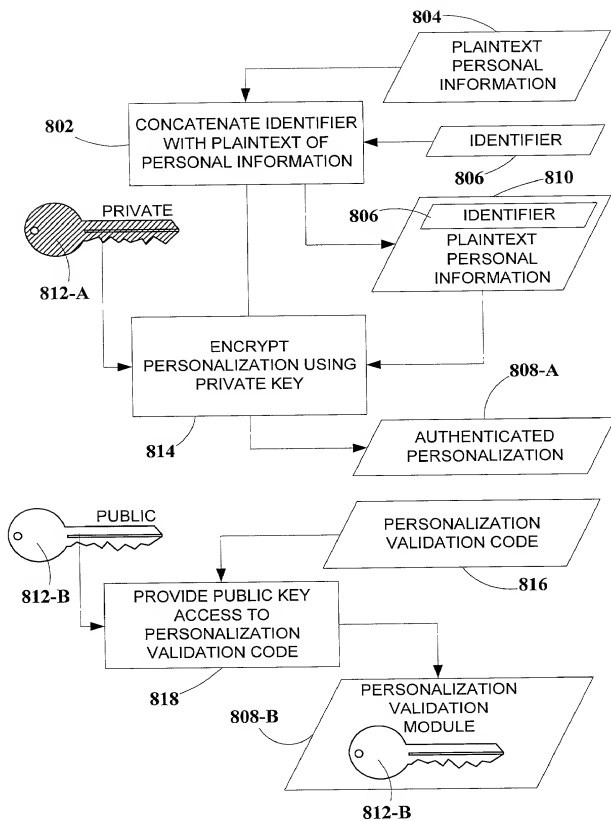 804
PLAINTEXT
PERSONAL
INFORMATION
802
CONCATENATE IDENTIFIER
WITH PLAINTEXT OF
PERSONAL INFORMATION
IDENTIFIER
806
810
PRIVATE
806
IDENTIFIER
PLAINTEXT
PERSONAL
INFORMATION
812-A
ENCRYPT
PERSONALIZATION USING
PRIVATE KEY
808-A
814
AUTHENTICATED
PERSONALIZATION
PUBLIC
PERSONALIZATION
VALIDATION CODE
812-B
816
PROVIDE PUBLIC KEY
ACCESS TO
PERSONALIZATION
VALIDATION CODE
818
808-B
PERSONALIZATION
VALIDATION
MODULE
812-B